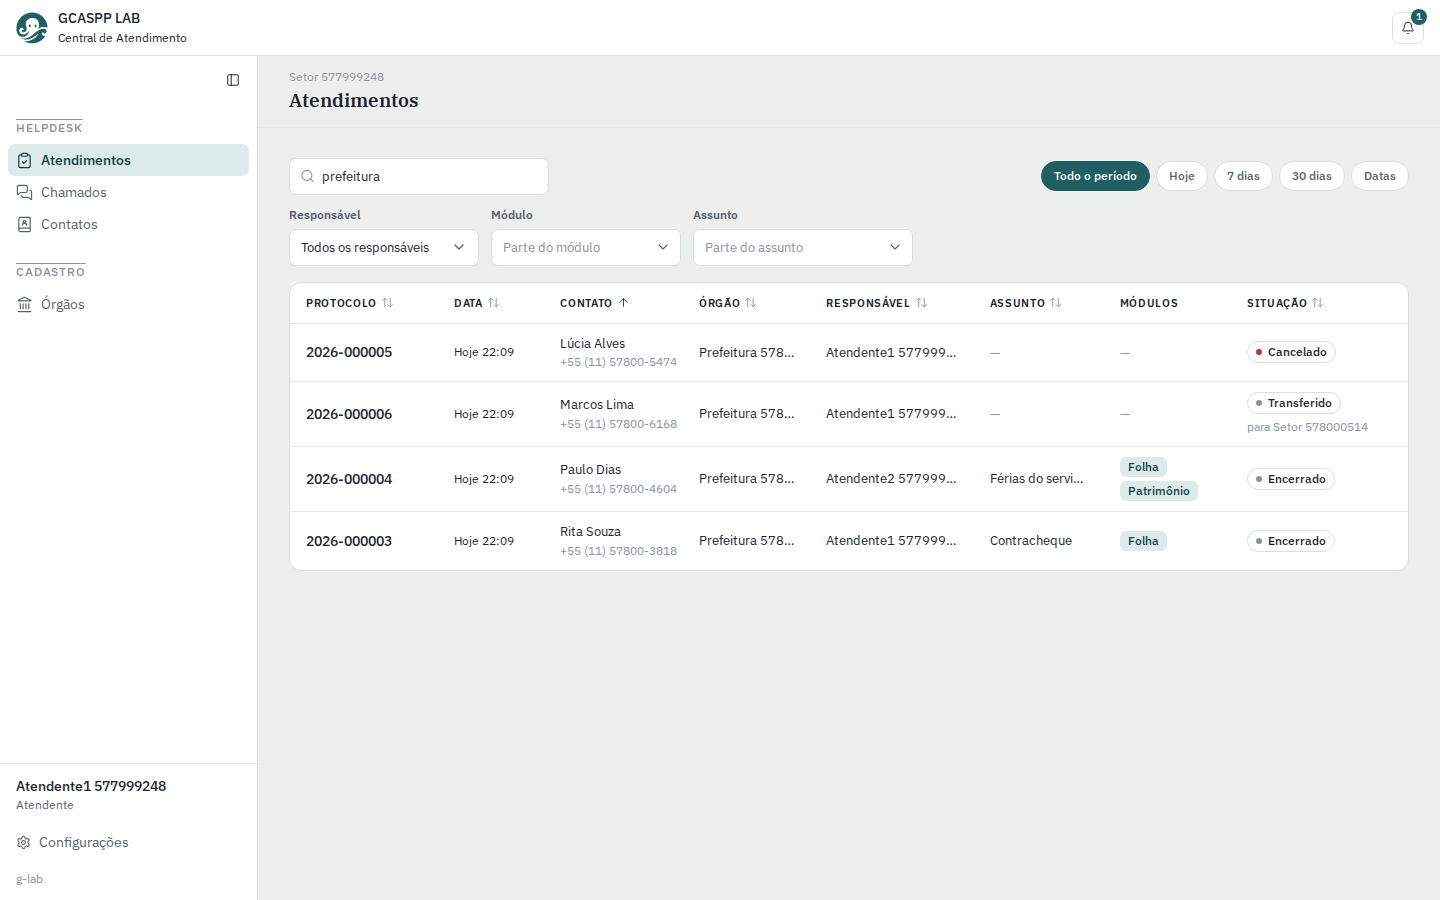 GCASPP LAB
Central de Atendimento
1
HELPDESK
Atendimentos
Chamados
Contatos
CADASTRO
Órgãos
Atendente1 577999248
Atendente
Configurações
g-lab
Setor 577999248
Atendimentos
prefeitura
Todo o período Hoje 7 dias 30 dias Datas
Responsável Módulo Assunto
Todos os responsáveis Parte do módulo Parte do assunto
PROTOCOLO DATA CONTATO ÓRGÃO RESPONSÁVEL ASSUNTO MÓDULOS SITUAÇÃO
2026-000005 Hoje 22:09 Lúcia Alves Prefeitura 578... Atendente1 577999... — — Cancelado
+55 (11) 57800-5474
2026-000006 Hoje 22:09 Marcos Lima Prefeitura 578... Atendente1 577999... — — Transferido
+55 (11) 57800-6168 para Setor 578000514
2026-000004 Hoje 22:09 Paulo Dias Prefeitura 578... Atendente2 577999... Férias do servi... Folha Encerrado
+55 (11) 57800-4604 Patrimônio
2026-000003 Hoje 22:09 Rita Souza Prefeitura 578... Atendente1 577999... Contracheque Folha Encerrado
+55 (11) 57800-3818